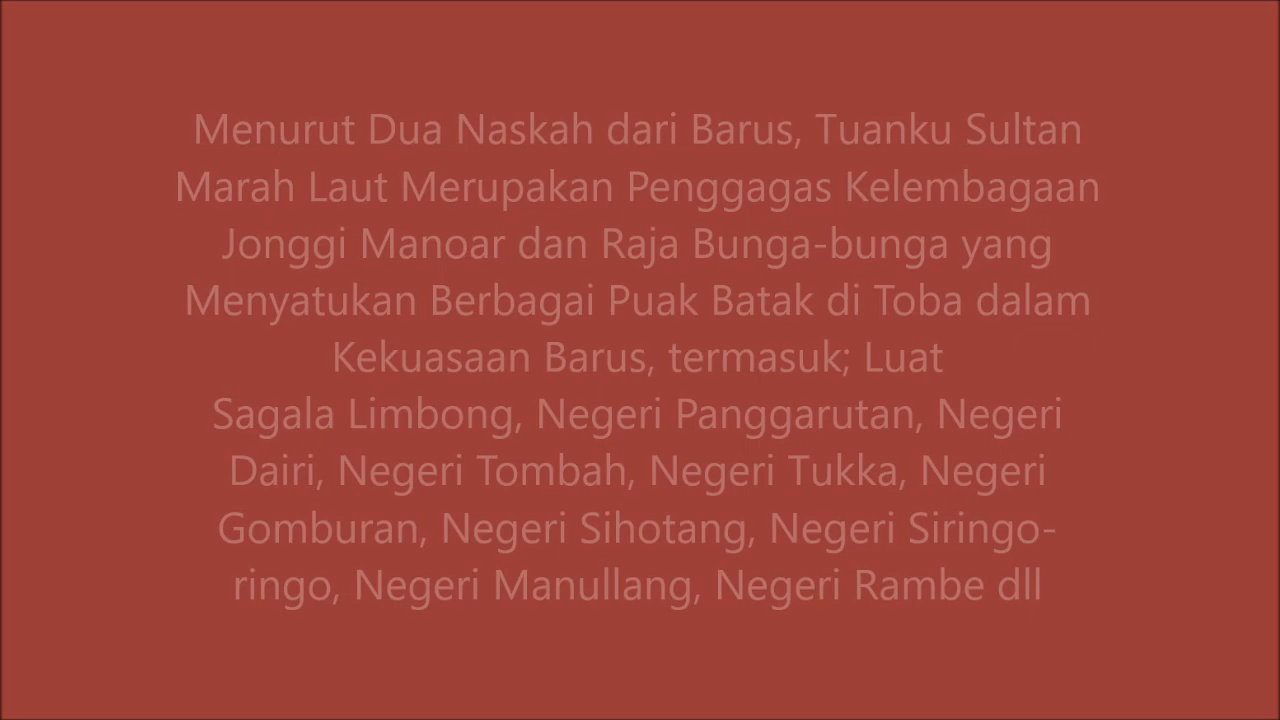 Menurut Dua Naskah dari Barus, Tuanku Sultan
Marah Laut Merupakan Penggagas Kelembagaan
Jonggi Manoar dan Raja Bunga-bunga yang
Menyatukan Berbagai Puak Batak di Toba dalam
Kekuasaan Barus, termasuk; Luat
Sagala Limbong, Negeri Panggarutan, Negeri
Dairi, Negeri Tombah, Negeri Tukka, Negeri
Gomburan, Negeri Sihotang, Negeri Siringo-
ringo, Negeri Manullang, Negeri Rambe dll